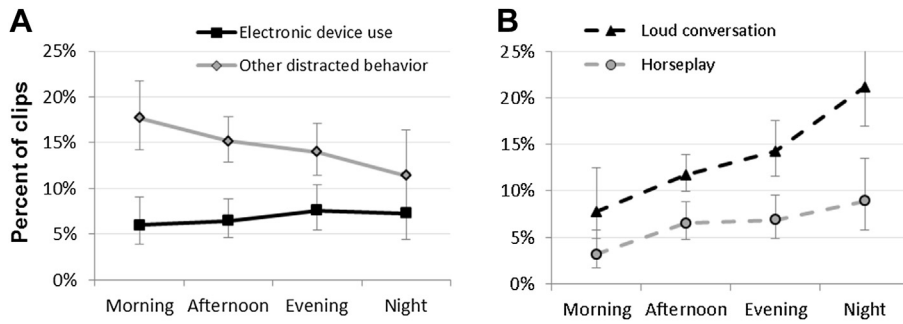 A
Electronic device use
Other distracted behavior
Percent of clips
25%
20%
15%
10%
5%
0%
Morning Afternoon Evening Night
B
Loud conversation
Horseplay
25%
20%
15%
10%
5%
0%
Morning Afternoon Evening Night